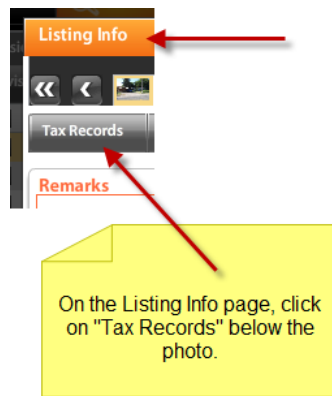 Listing Info
Tax Records
Remarks
On the Listing Info page, click
on "Tax Records" below the
photo.